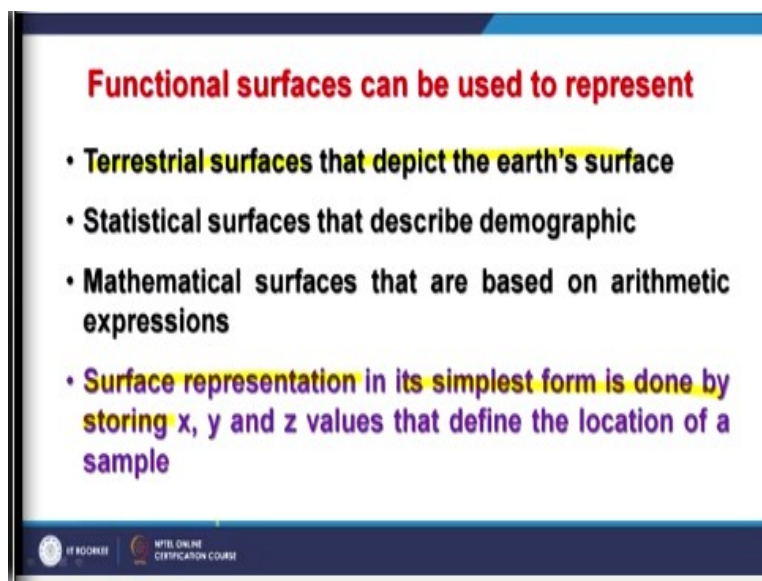 Functional surfaces can be used to represent
• Terrestrial surfaces that depict the earth's surface
• Statistical surfaces that describe demographic
• Mathematical surfaces that are based on arithmetic
expressions
• Surface representation in its simplest form is done by
storing x, y and z values that define the location of a
sample
IIT ROORKEE
NPTEL ONLINE
CERTIFICATION COURSE